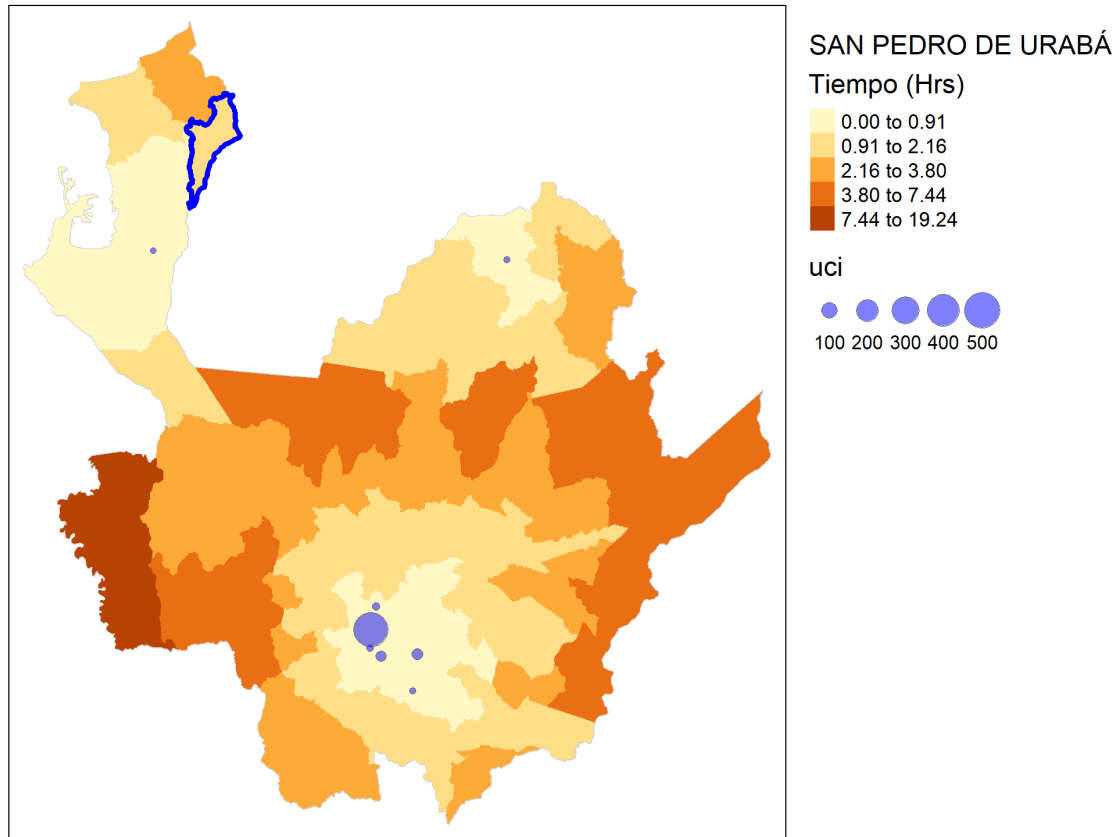 SAN PEDRO DE URABÁ
Tiempo (Hrs)
0.00 to 0.91
0.91 to 2.16
2.16 to 3.80
3.80 to 7.44
7.44 to 19.24
uci
100 200 300 400 500